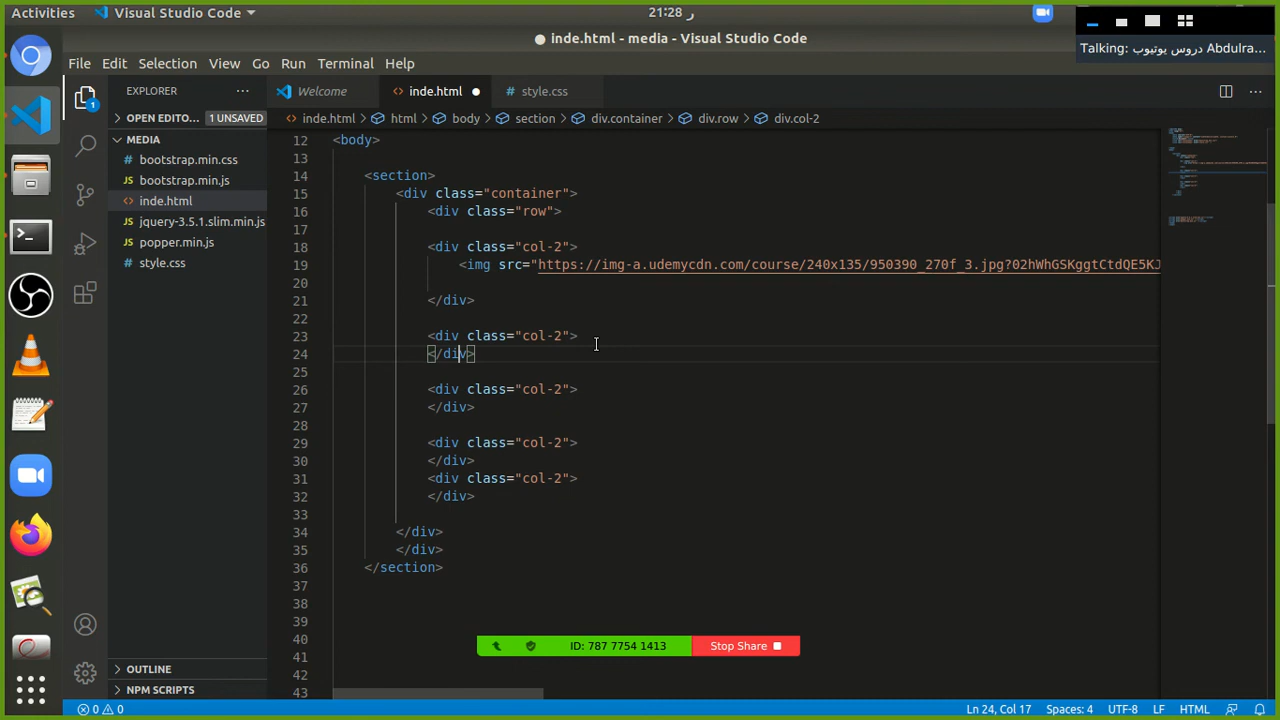 Activities
Visual Studio Code
21:28 ر
Talking: دروس يوتيوب Abdulra...
inde.html - media - Visual Studio Code
File Edit Selection View Go Run Terminal Help
EXPLORER
Welcome
inde.html
style.css
OPEN EDITO... 1 UNSAVED
inde.html > html > body > section > div.container > div.row > div.col-2
MEDIA
bootstrap.min.css
JS bootstrap.min.js
inde.html
JS jquery-3.5.1.slim.min.js
JS popper.min.js
style.css
OUTLINE
NPM SCRIPTS
1
12 <body>
13
14 <section>
15 <div class="container">
16 <div class="row">
17
18 <div class="col-2">
19 <img src="https://img-a.udemycdn.com/course/240x135/950390_270f_3.jpg?02hWhGSKggtCtdQE5KJ
20
21 </div>
22
23 <div class="col-2">
24 </div>
25
26 <div class="col-2">
27 </div>
28
29 <div class="col-2">
30 </div>
31 <div class="col-2">
32 </div>
33
34 </div>
35 </div>
36 </section>
37
38
39
40
41
42
43
ID: 787 7754 1413 Stop Share
0 0
Ln 24, Col 17 Spaces: 4 UTF-8 LF HTML